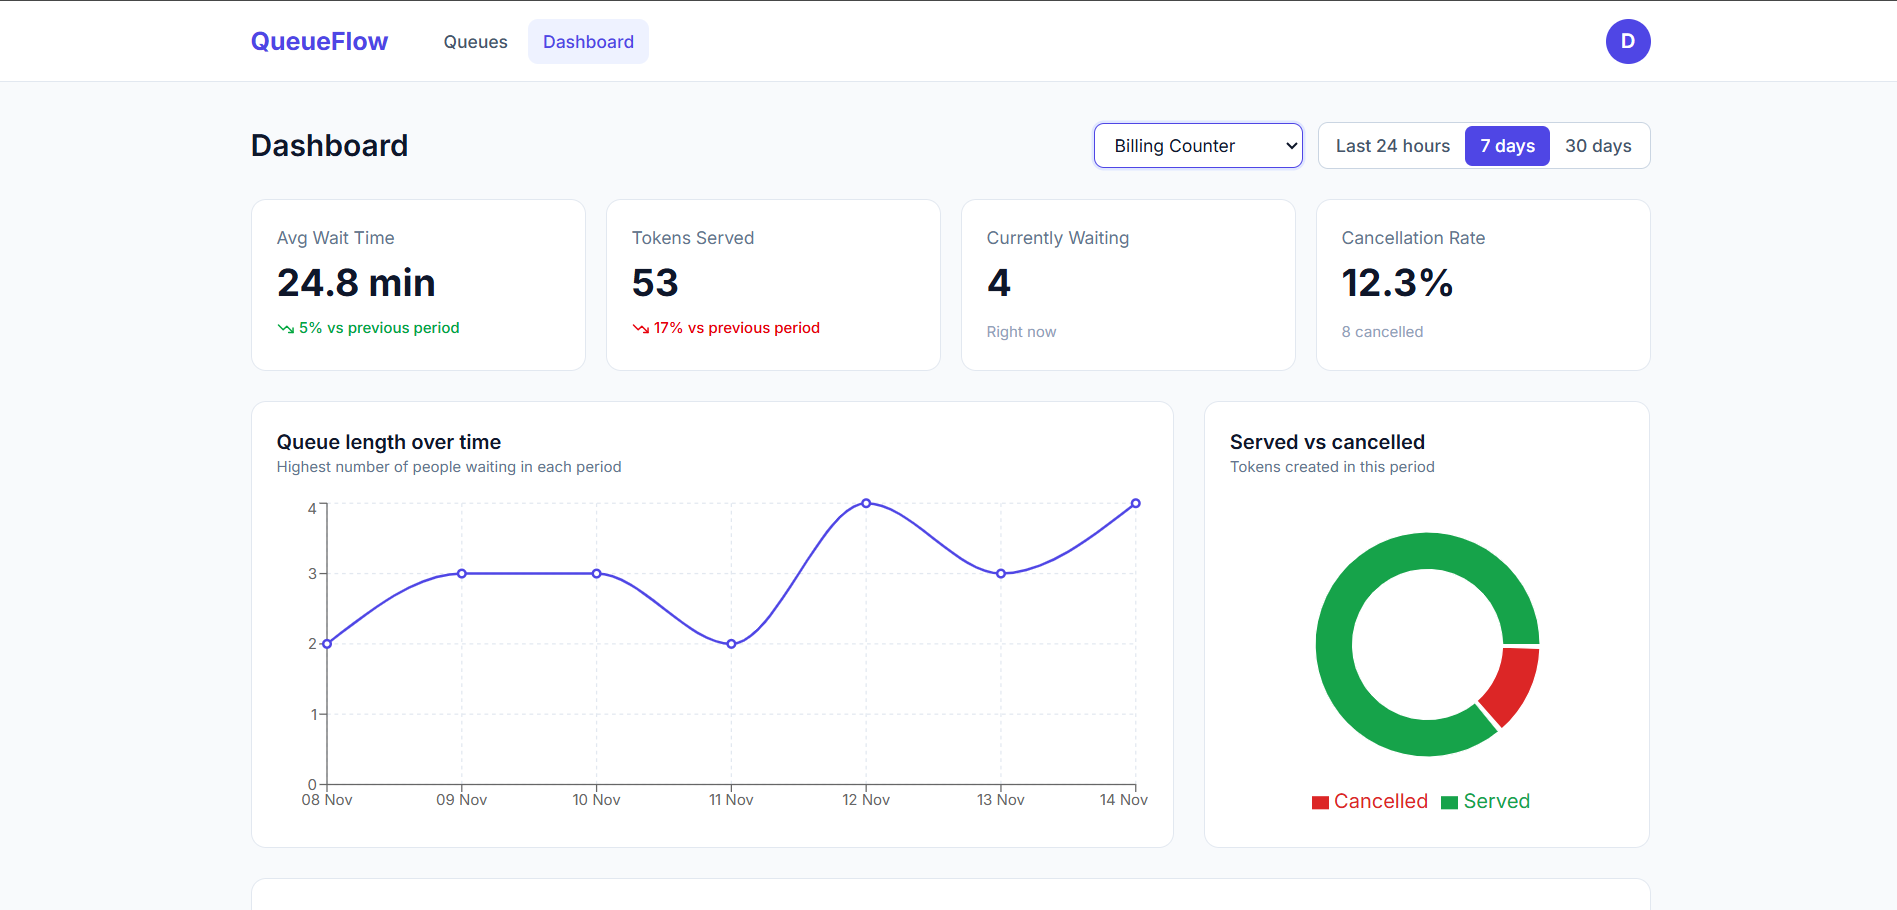 QueueFlow Queues Dashboard D
Dashboard
Billing Counter
Last 24 hours 7 days 30 days
Avg Wait Time
24.8 min
5% vs previous period
Tokens Served
53
17% vs previous period
Currently Waiting
4
Right now
Cancellation Rate
12.3%
8 cancelled
Queue length over time
Highest number of people waiting in each period
4
3
2
1
0
08 Nov 09 Nov 10 Nov 11 Nov 12 Nov 13 Nov 14 Nov
Served vs cancelled
Tokens created in this period
Cancelled Served